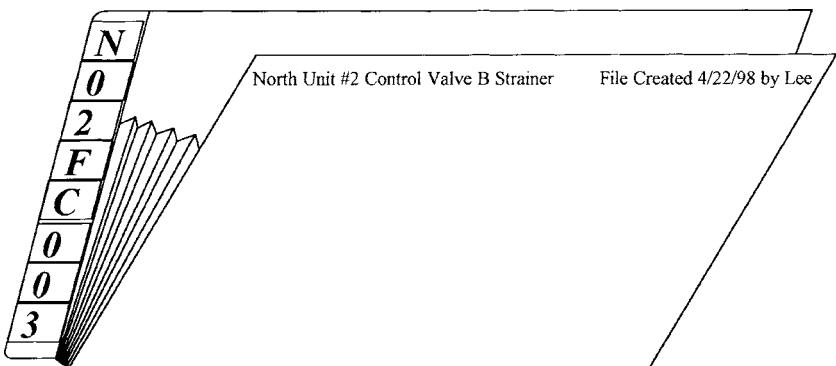 N
0
2
F
C
0
0
3
North Unit #2 Control Valve B Strainer File Created 4/22/98 by Lee